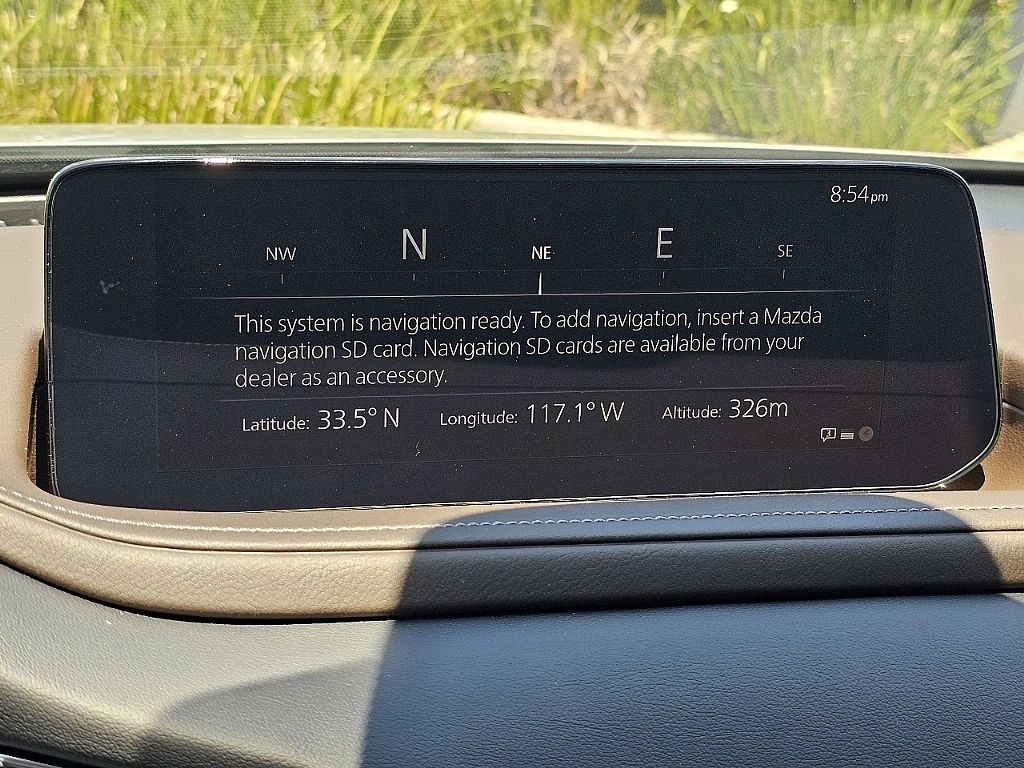 8:54pm
NW N NE E SE
This system is navigation ready. To add navigation, insert a Mazda
navigation SD card. Navigation SD cards are available from your
dealer as an accessory.
Latitude: 33.5° N Longitude: 117.1° W Altitude: 326m